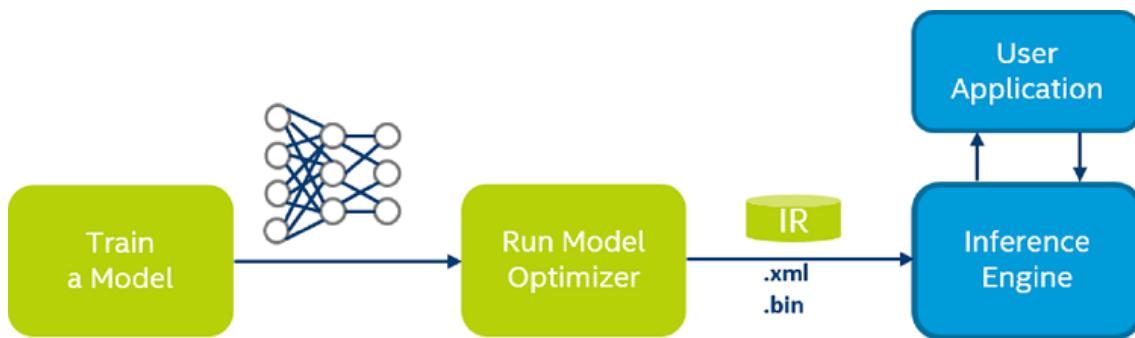 User
Application
Train
a Model
Run Model
Optimizer
IR
.xml
.bin
Inference
Engine